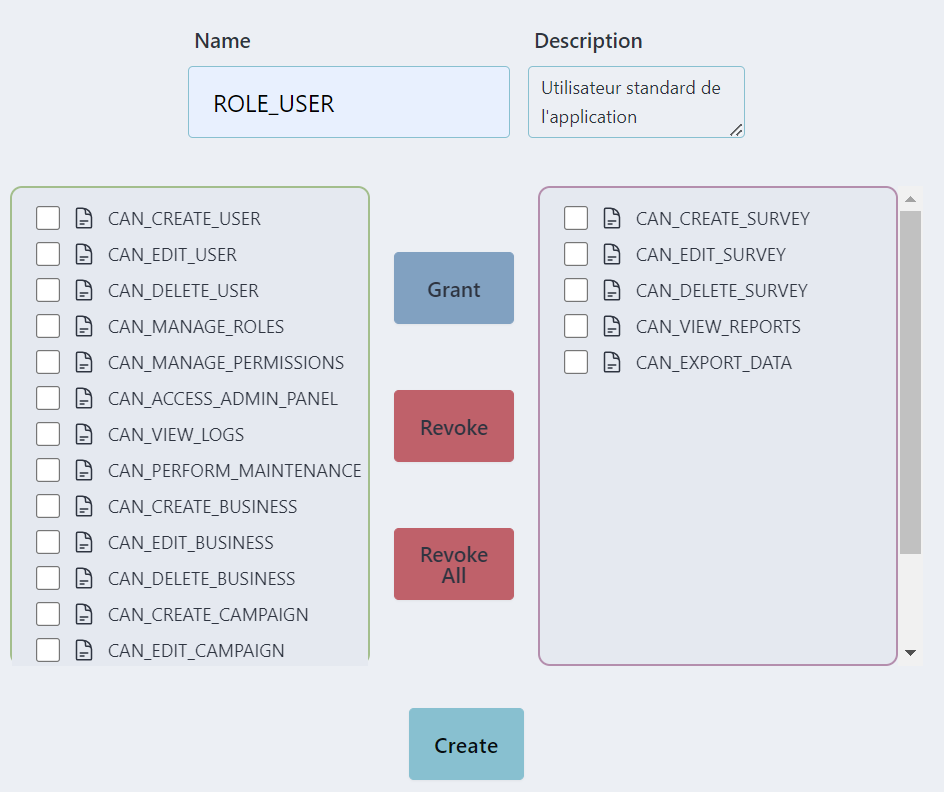 Name
Description
ROLE_USER
Utilisateur standard de
l'application
CAN_CREATE_USER
CAN_EDIT_USER
CAN_DELETE_USER
CAN_MANAGE_ROLES
CAN_MANAGE_PERMISSIONS
CAN_ACCESS_ADMIN_PANEL
CAN_VIEW_LOGS
CAN_PERFORM_MAINTENANCE
CAN_CREATE_BUSINESS
CAN_EDIT_BUSINESS
CAN_DELETE_BUSINESS
CAN_CREATE_CAMPAIGN
CAN_EDIT_CAMPAIGN
Grant
Revoke
Revoke
All
CAN_CREATE_SURVEY
CAN_EDIT_SURVEY
CAN_DELETE_SURVEY
CAN_VIEW_REPORTS
CAN_EXPORT_DATA
Create